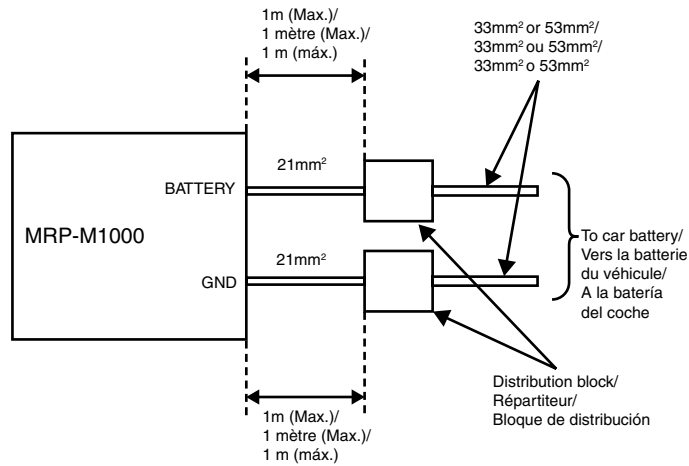 1m (Max.)/
1 mètre (Max.)/
1 m (máx.)
33mm² or 53mm²/
33mm² ou 53mm²/
33mm² o 53mm²
21mm²
BATTERY
MRP-M1000
To car battery/
Vers la batterie
du véhicule/
A la batería
del coche
21mm²
GND
Distribution block/
Répartiteur/
Bloque de distribución
1m (Max.)/
1 mètre (Max.)/
1 m (máx.)